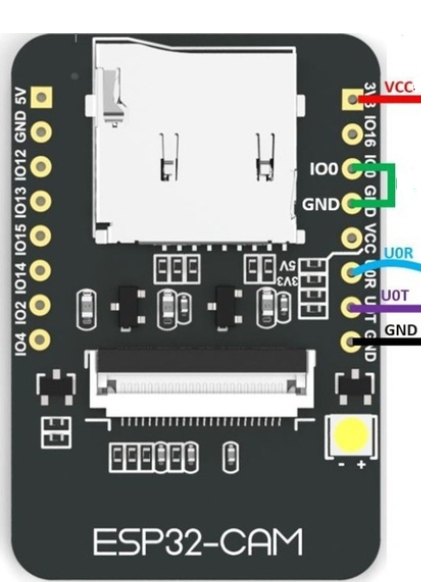 5V
GND
IO12
IO13
IO15
IO14
IO2
IO4
VCC
3V3
IO16
IO0
IO0
GND
GND
VCC
U0R
U0R
U0T
U0T
GND
GND
5V
3V3
- +
ESP32-CAM